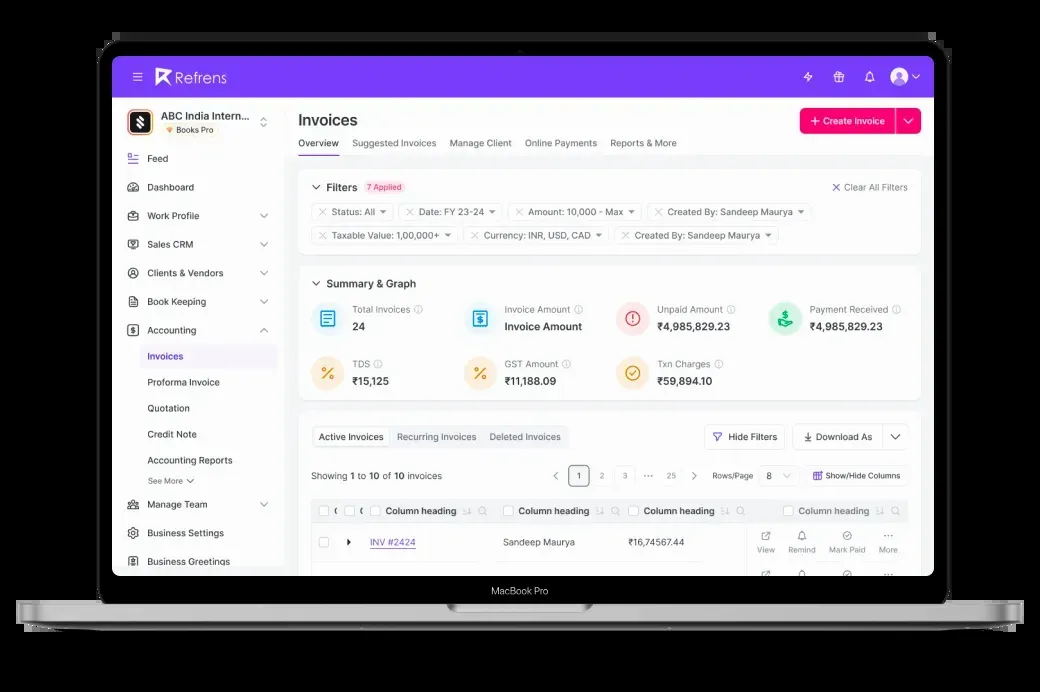 Refrens
ABC India Intern...
Books Pro
Feed
Dashboard
Work Profile
Sales CRM
Clients & Vendors
Book Keeping
Accounting
Invoices
Proforma Invoice
Quotation
Credit Note
Accounting Reports
See More
Manage Team
Business Settings
Business Greetings
Invoices
+ Create Invoice
Overview Suggested Invoices Manage Client Online Payments Reports & More
Filters 7 Applied
Clear All Filters
Status: All Date: FY 23-24 Amount: 10,000 - Max Created By: Sandeep Maurya
Taxable Value: 1,00,000+ Currency: INR, USD, CAD Created By: Sandeep Maurya
Summary & Graph
Total Invoices Invoice Amount Unpaid Amount Payment Received
24 Invoice Amount ₹4,985,829.23 ₹4,985,829.23
TDS GST Amount Txn Charges
₹15,125 ₹11,188.09 ₹59,894.10
Active Invoices Recurring Invoices Deleted Invoices Hide Filters Download As
Showing 1 to 10 of 10 invoices 1 2 3 ... 25 Rows/Page 8 Show/Hide Columns
Column heading Column heading Column heading Column heading
INV #2424 Sandeep Maurya ₹16,74567.44
View Remind Mark Paid More
MacBook Pro